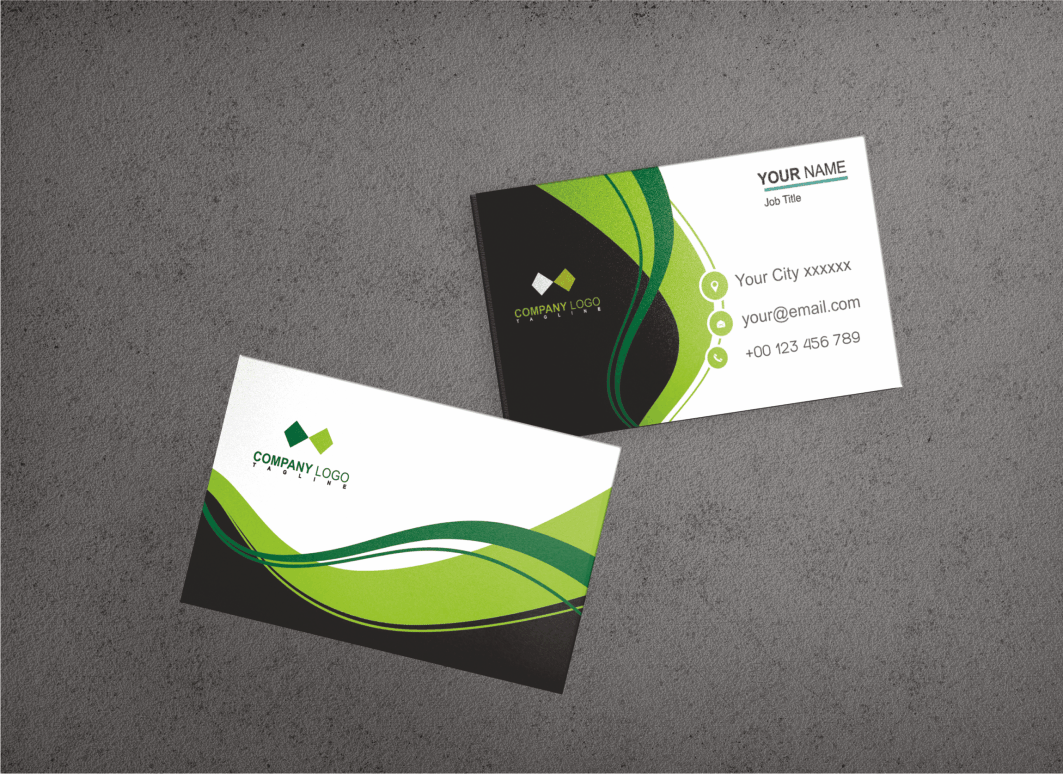 YOUR NAME
Job Title
Your City xxxxxx
your@email.com
+00 123 456 789
COMPANY LOGO
TAGLINE
COMPANY LOGO
TAGLINE